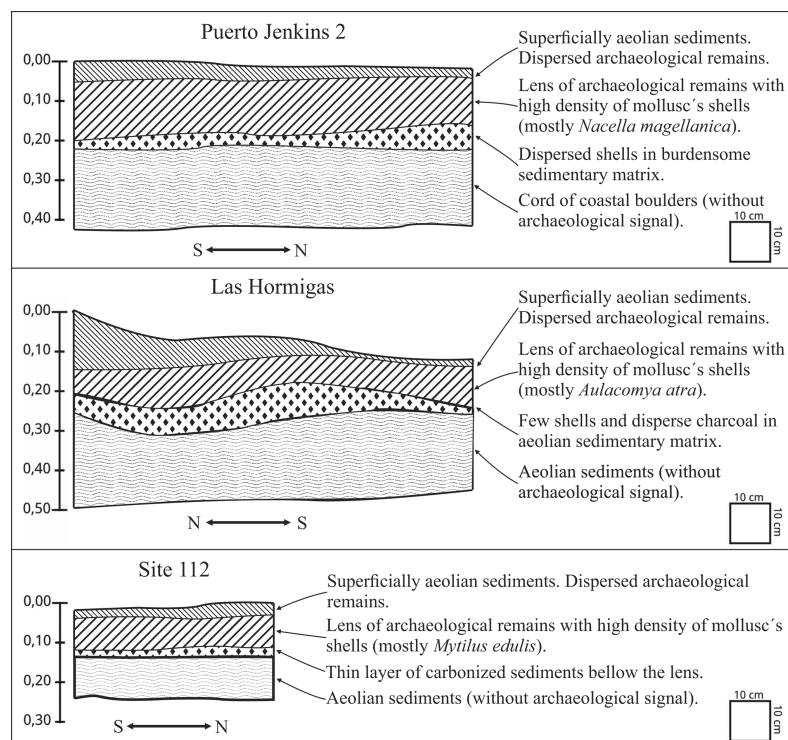 Puerto Jenkins 2
0,00
0,10
0,20
0,30
0,40
S N
Superficially aeolian sediments.
Dispersed archaeological remains.
Lens of archaeological remains with
high density of mollusc´s shells
(mostly Nacella magellanica).
Dispersed shells in burdensome
sedimentary matrix.
Cord of coastal boulders (without
archaeological signal).
10 cm
10 cm
Las Hormigas
0,00
0,10
0,20
0,30
0,40
0,50
N S
Superficially aeolian sediments.
Dispersed archaeological remains.
Lens of archaeological remains with
high density of mollusc´s shells
(mostly Aulacomya atra).
Few shells and disperse charcoal in
aeolian sedimentary matrix.
Aeolian sediments (without
archaeological signal).
10 cm
10 cm
Site 112
0,00
0,10
0,20
0,30
S N
Superficially aeolian sediments. Dispersed archaeological
remains.
Lens of archaeological remains with high density of mollusc´s
shells (mostly Mytilus edulis).
Thin layer of carbonized sediments bellow the lens.
Aeolian sediments (without archaeological signal).
10 cm
10 cm